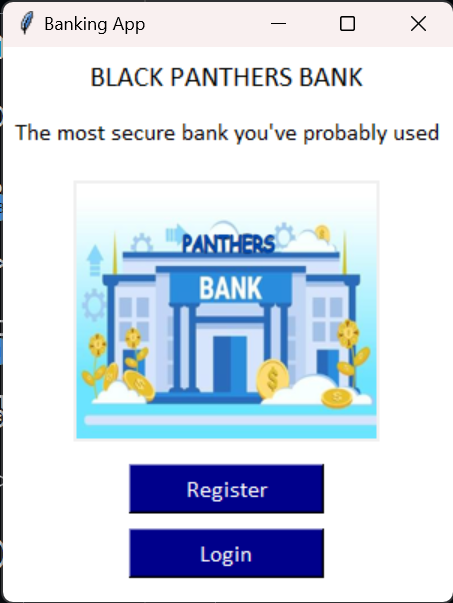 Banking App
BLACK PANTHERS BANK
The most secure bank you've probably used
PANTHERS
BANK
Register
Login